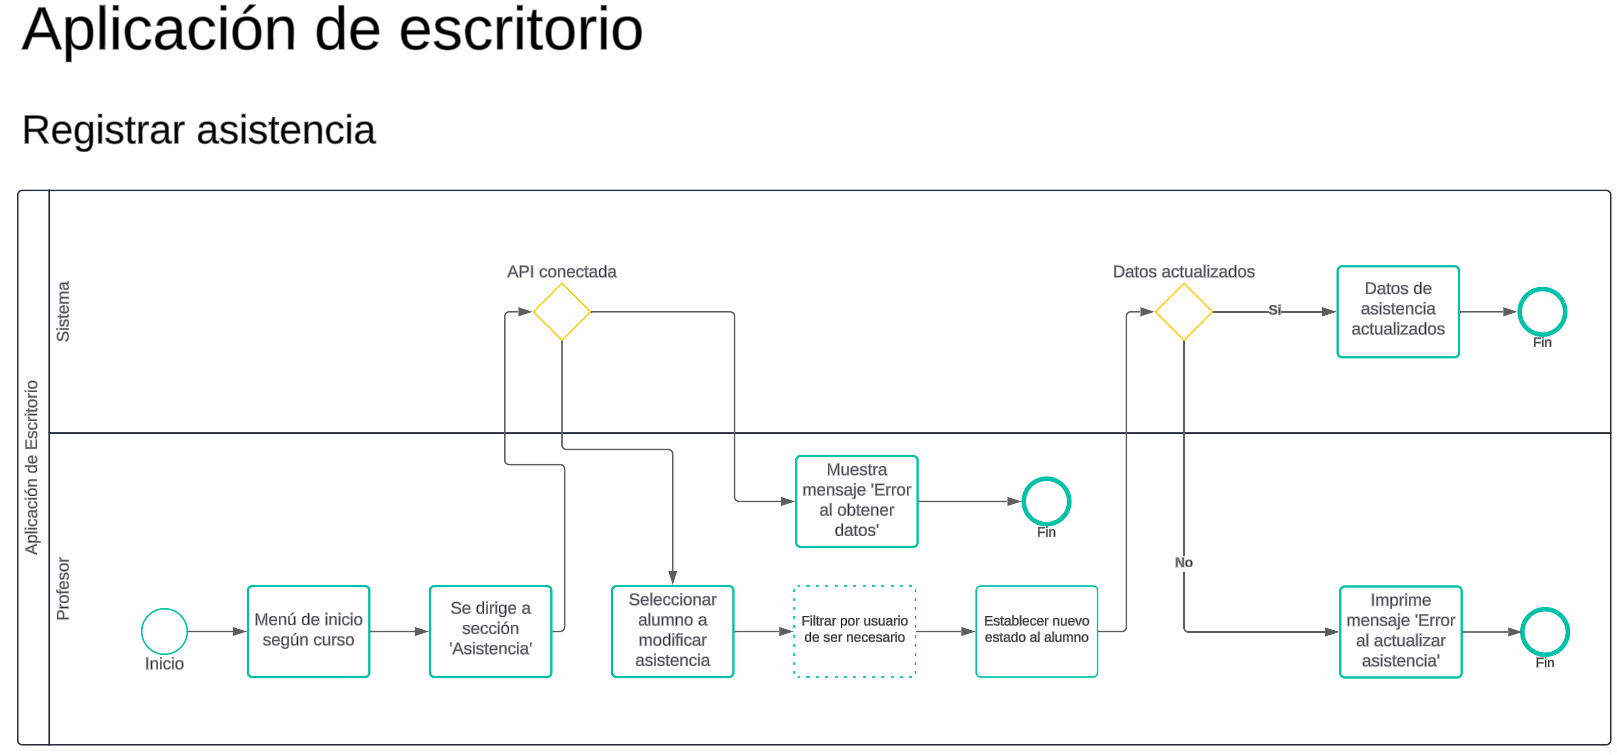 Aplicación de escritorio
Registrar asistencia
Aplicación de Escritorio
Sistema
API conectada
Datos actualizados
Si
Datos de
asistencia
actualizados
Fin
Profesor
Inicio
Menú de inicio
según curso
Se dirige a
sección
'Asistencia'
Seleccionar
alumno a
modificar
asistencia
Muestra
mensaje 'Error
al obtener
datos'
Fin
Filtrar por usuario
de ser necesario
Establecer nuevo
estado al alumno
No
Imprime
mensaje 'Error
al actualizar
asistencia'
Fin